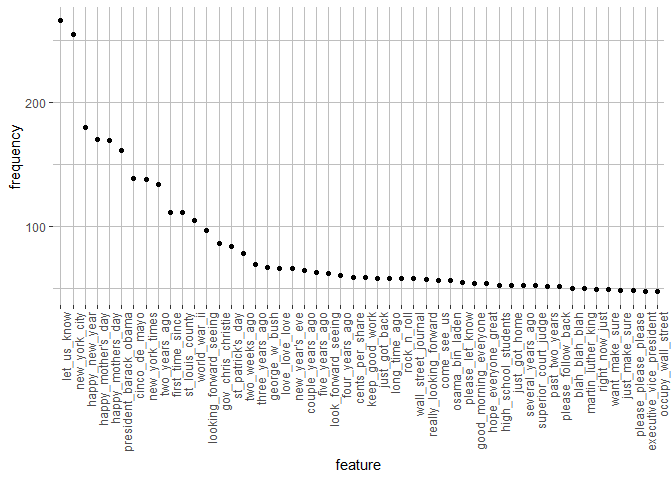 200
100
frequency
let_us_know
new_york_city
happy_new_year
happy_mother's_day
happy_mothers_day
president_barack_obama
cinco_de_mayo
new_york_times
two_years_ago
first_time_since
st_louis_county
world_war_ii
looking_forward_seeing
gov_chris_christie
st_patrick's_day
two_weeks_ago
three_years_ago
george_w_bush
love_love_love
new_year's_eve
couple_years_ago
five_years_ago
look_forward_seeing
four_years_ago
cents_per_share
keep_good_work
just_got_back
long_time_ago
rock_n_roll
wall_street_journal
really_looking_forward
come_see_us
osama_bin_laden
please_let_know
good_morning_everyone
hope_everyone_great
high_school_students
just_got_home
several_years_ago
superior_court_judge
past_two_years
please_follow_back
blah_blah_blah
martin_luther_king
right_now_just
want_make_sure
just_make_sure
please_please_please
executive_vice_president
occupy_wall_street
feature